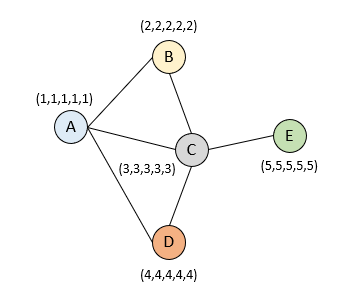 (2,2,2,2,2)
B
(1,1,1,1,1)
A
C
E
(3,3,3,3,3)
(5,5,5,5,5)
D
(4,4,4,4,4)